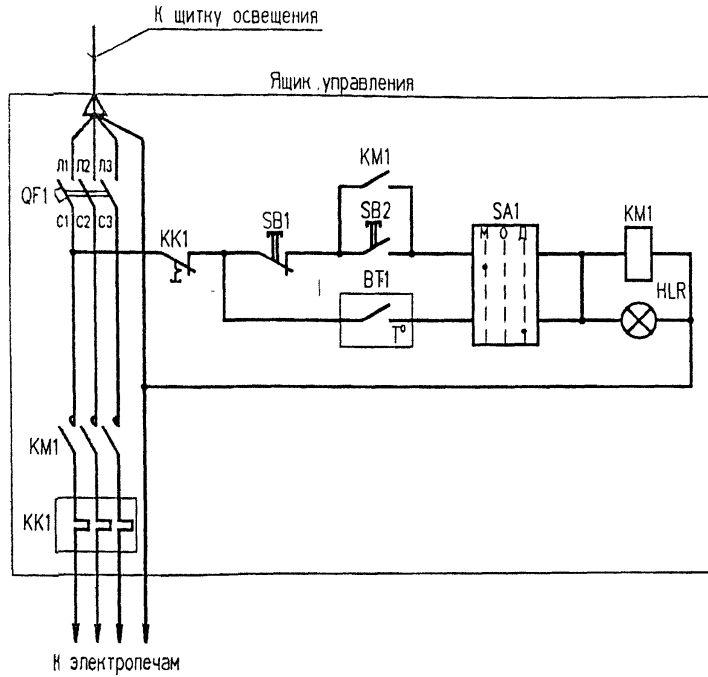 К щитку освещения
Ящик управления
Л1 Л2 Л3
QF1
С1 С2 С3
KM1
KK1
SB1
SB2
SA1
KM1
М О Д
BT1
T°
HLR
KM1
KK1
К электропечам